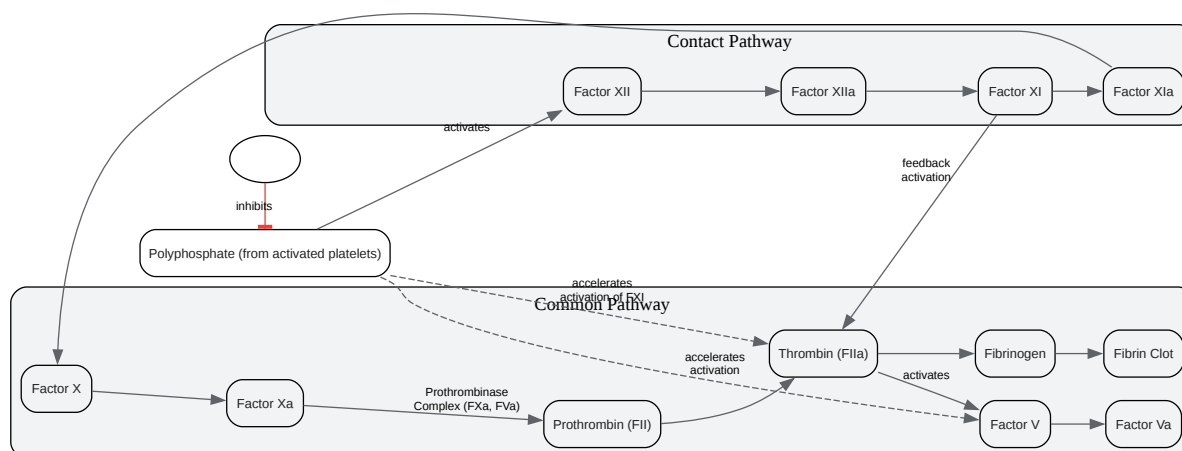 Contact Pathway
Factor XII
Factor XIIa
Factor XI
Factor XIa
activates
feedback
activation
inhibits
Polyphosphate (from activated platelets)
accelerates
activation of FXI
Common Pathway
Thrombin (FIIa)
Fibrinogen
Fibrin Clot
accelerates
activation
activates
Factor X
Factor Xa
Prothrombinase
Complex (FXa, FVa)
Prothrombin (FII)
Factor V
Factor Va